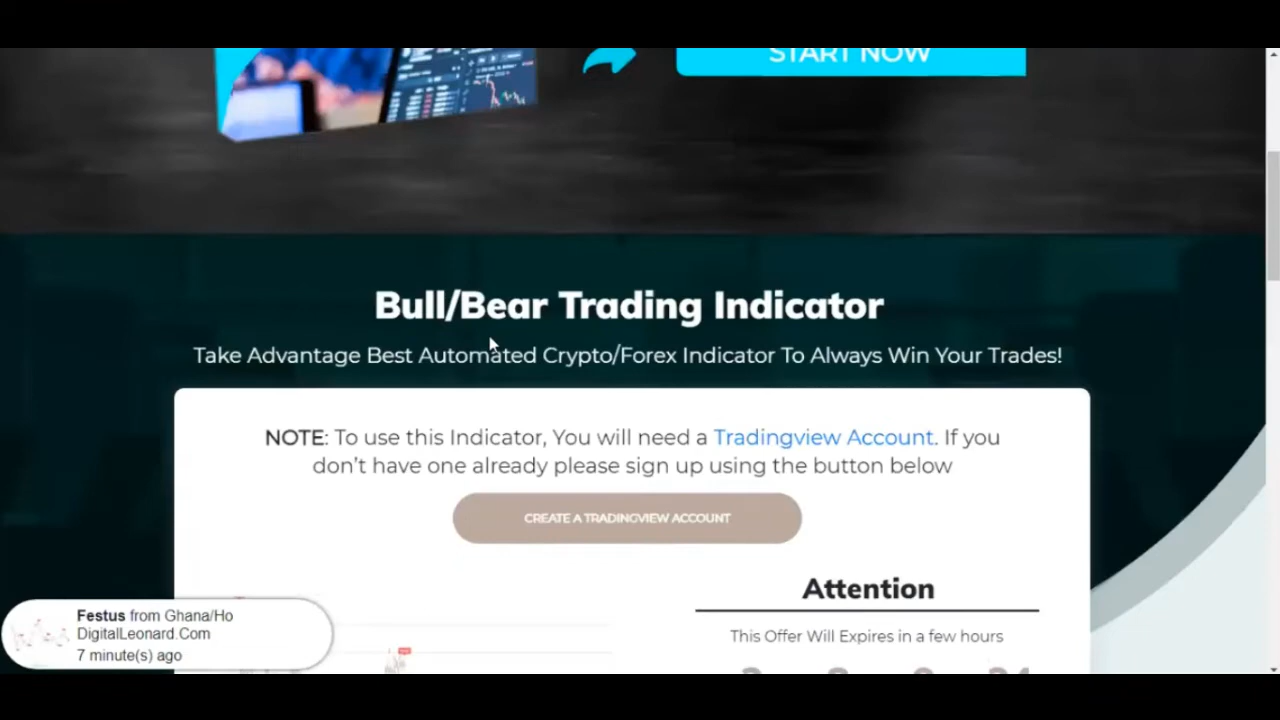 START NOW
Bull/Bear Trading Indicator
Take Advantage Best Automated Crypto/Forex Indicator To Always Win Your Trades!
NOTE: To use this Indicator, You will need a Tradingview Account. If you
don't have one already please sign up using the button below
CREATE A TRADINGVIEW ACCOUNT
Attention
This Offer Will Expires in a few hours
Festus from Ghana/Ho
DigitalLeonard.Com
7 minute(s) ago